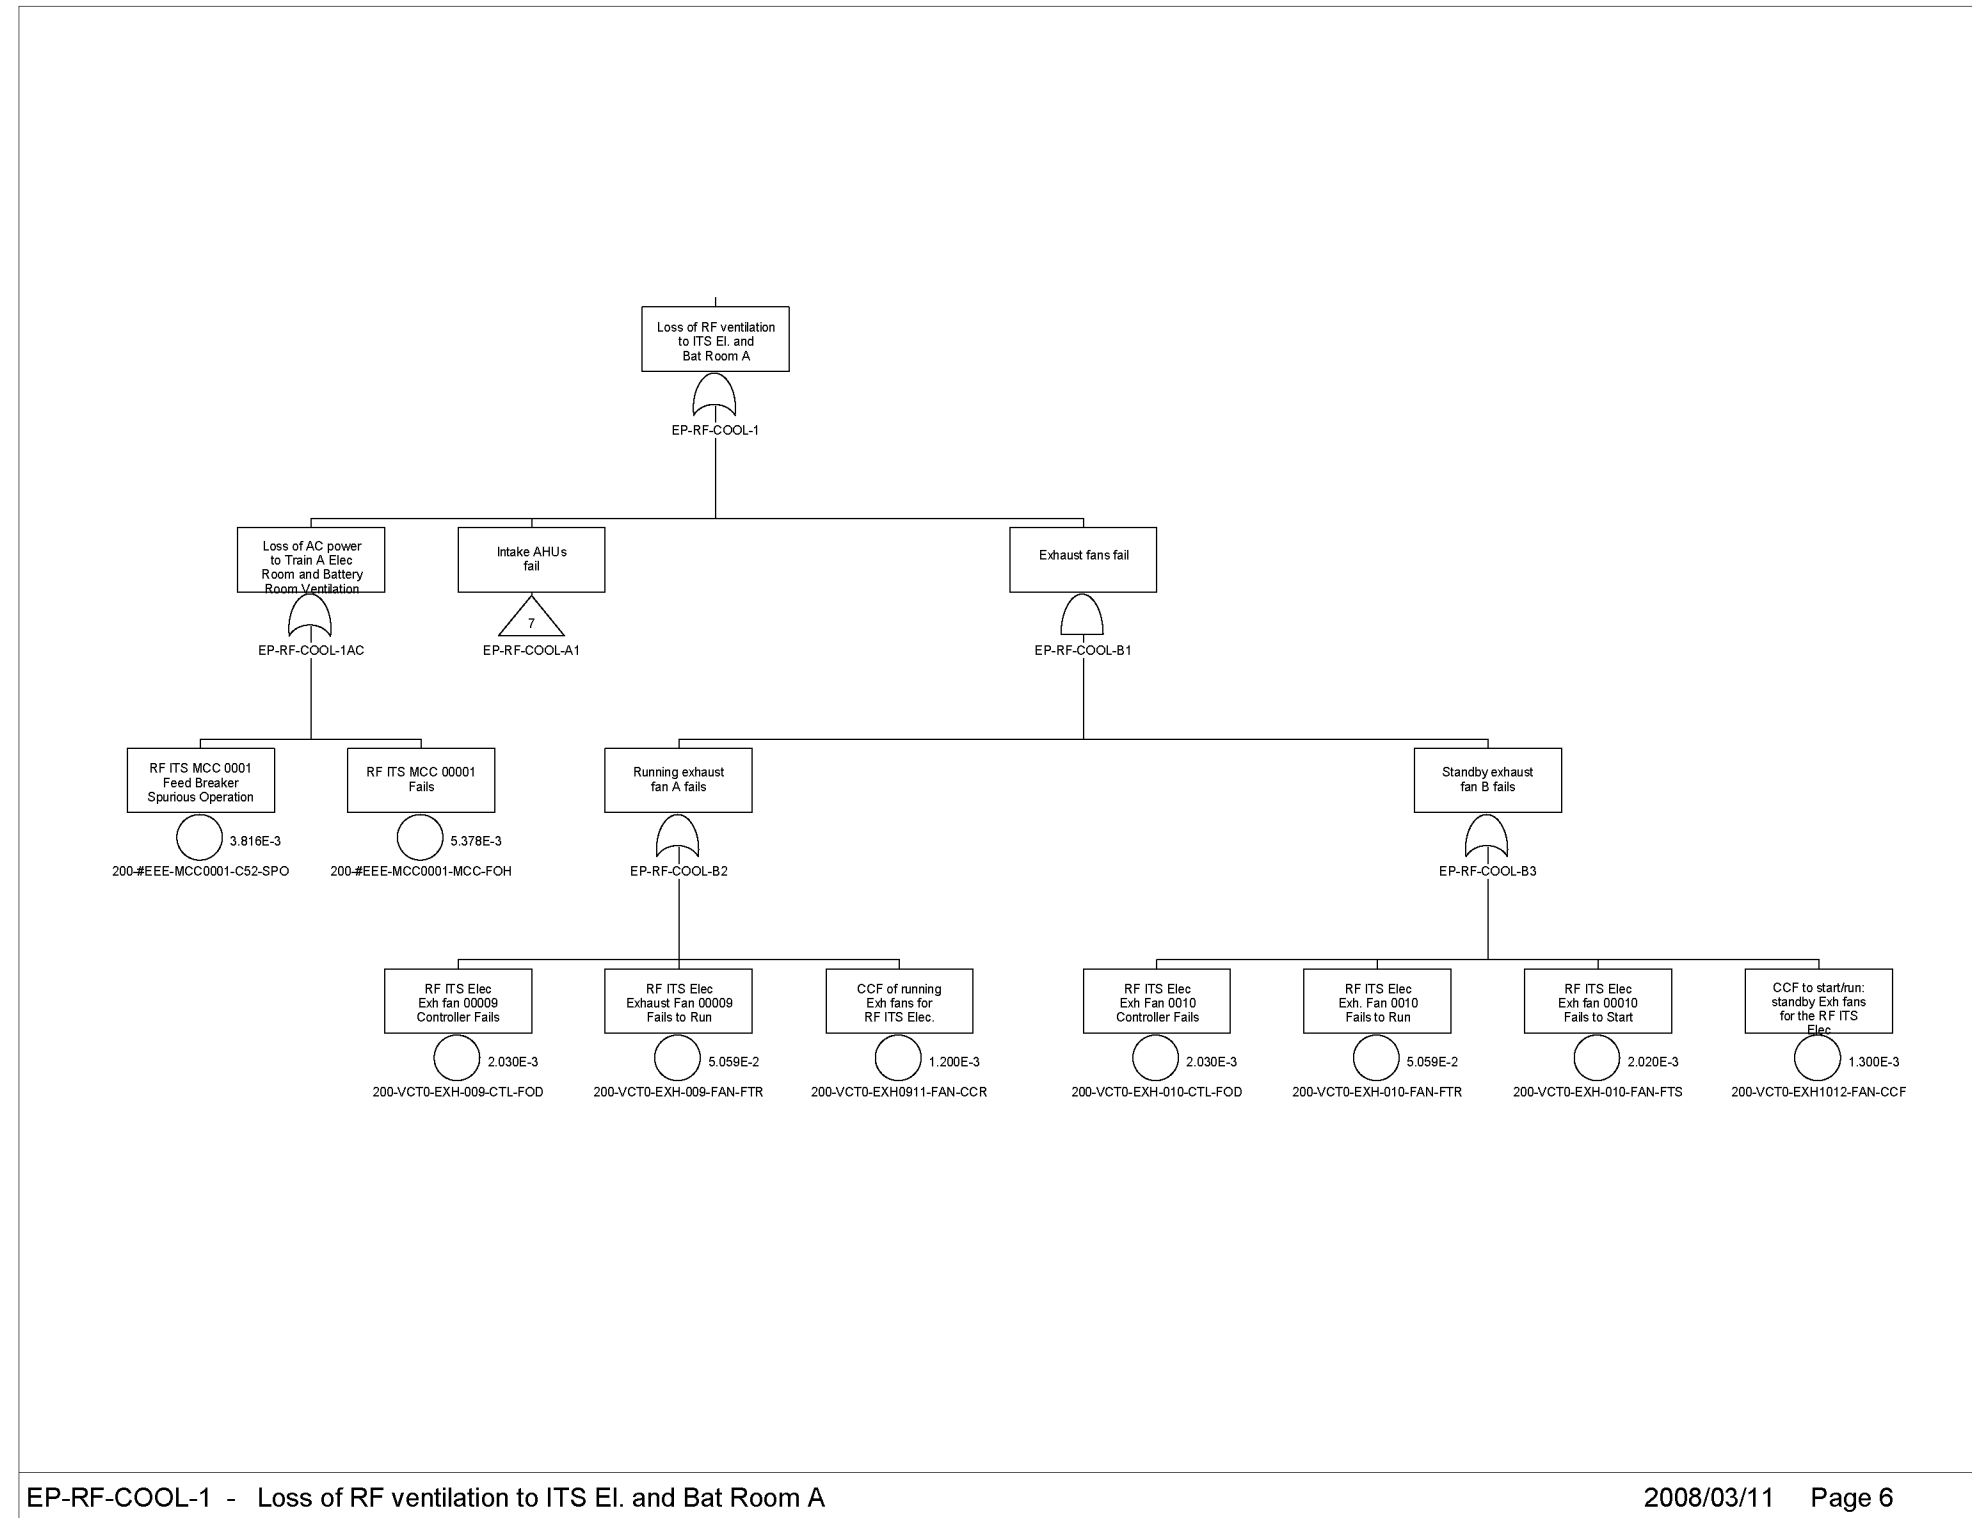 Loss of RF ventilation
to ITS El. and
Bat Room A
EP-RF-COOL-1
Loss of AC power
to Train A Elec
Room and Battery
Room Ventilation
EP-RF-COOL-1AC
Intake AHUs
fail
7
EP-RF-COOL-A1
Exhaust fans fail
EP-RF-COOL-B1
RF ITS MCC 0001
Feed Breaker
Spurious Operation
3.816E-3
200-#EEE-MCC0001-C52-SPO
RF ITS MCC 00001
Fails
5.378E-3
200-#EEE-MCC0001-MCC-FOH
Running exhaust
fan A fails
EP-RF-COOL-B2
Standby exhaust
fan B fails
EP-RF-COOL-B3
RF ITS Elec
Exh fan 00009
Controller Fails
2.030E-3
200-VCT0-EXH-009-CTL-FOD
RF ITS Elec
Exhaust Fan 00009
Fails to Run
5.059E-2
200-VCT0-EXH-009-FAN-FTR
CCF of running
Exh fans for
RF ITS Elec.
1.200E-3
200-VCT0-EXH0911-FAN-CCR
RF ITS Elec
Exh Fan 0010
Controller Fails
2.030E-3
200-VCT0-EXH-010-CTL-FOD
RF ITS Elec
Exh. Fan 0010
Fails to Run
5.059E-2
200-VCT0-EXH-010-FAN-FTR
RF ITS Elec
Exh fan 00010
Fails to Start
2.020E-3
200-VCT0-EXH-010-FAN-FTS
CCF to start/run:
standby Exh fans
for the RF ITS
Elec
1.300E-3
200-VCT0-EXH1012-FAN-CCF
EP-RF-COOL-1 - Loss of RF ventilation to ITS El. and Bat Room A
2008/03/11 Page 6